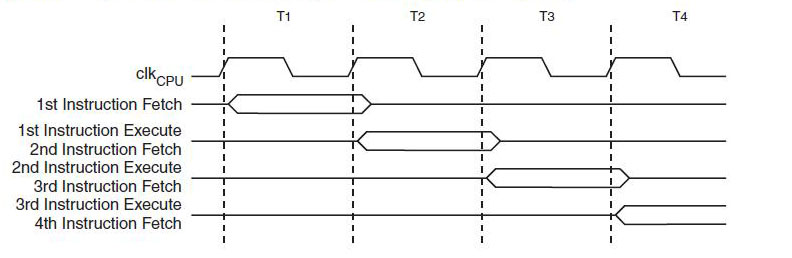 T1 T2 T3 T4
clkCPU
1st Instruction Fetch
1st Instruction Execute
2nd Instruction Fetch
2nd Instruction Execute
3rd Instruction Fetch
3rd Instruction Execute
4th Instruction Fetch